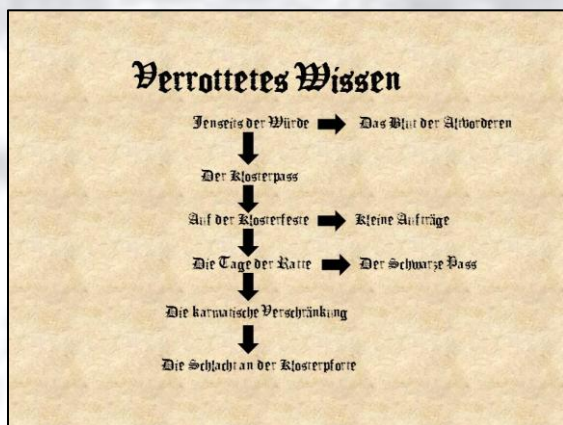 Verrottetes Wissen
Jenseits der Würde Das Blut der Altvorderen
Der Klosterpass
Auf der Klosterfeste Kleine Aufträge
Die Tage der Ratte Der Schwarze Pass
Die karmatische Verschränkung
Die Schlacht an der Klosterpforte